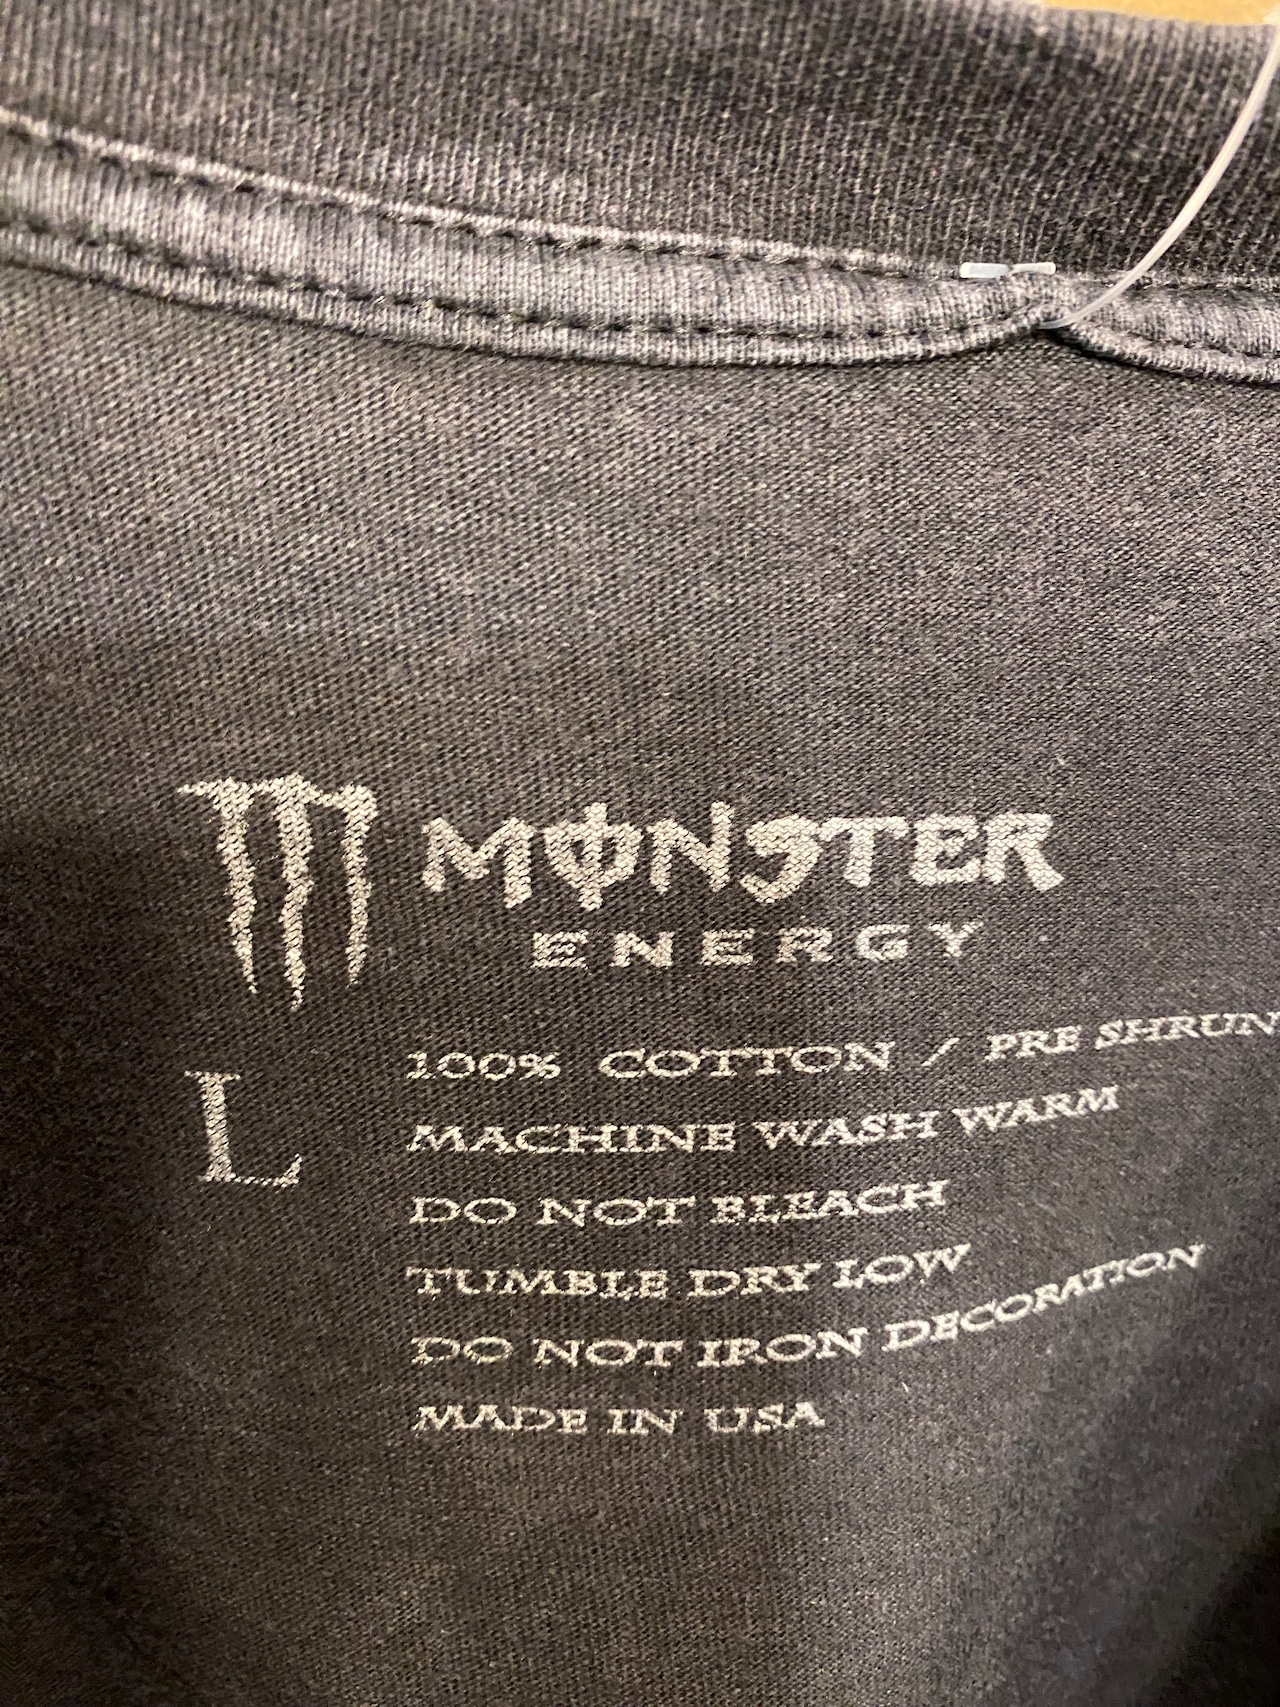 MONSTER
ENERGY
L
100% COTTON / PRE SHRUN
MACHINE WASH WARM
DO NOT BLEACH
TUMBLE DRY LOW
DO NOT IRON DECORATION
MADE IN USA